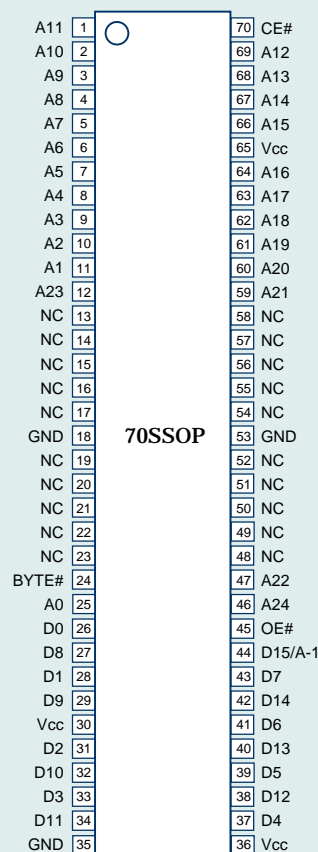 A11 1 70 CE#
A10 2 69 A12
A9 3 68 A13
A8 4 67 A14
A7 5 66 A15
A6 6 65 Vcc
A5 7 64 A16
A4 8 63 A17
A3 9 62 A18
A2 10 61 A19
A1 11 60 A20
A23 12 59 A21
NC 13 58 NC
NC 14 57 NC
NC 15 56 NC
NC 16 55 NC
NC 17 54 NC
GND 18 70SSOP 53 GND
NC 19 52 NC
NC 20 51 NC
NC 21 50 NC
NC 22 49 NC
NC 23 48 NC
BYTE# 24 47 A22
A0 25 46 A24
D0 26 45 OE#
D8 27 44 D15/A-1
D1 28 43 D7
D9 29 42 D14
Vcc 30 41 D6
D2 31 40 D13
D10 32 39 D5
D3 33 38 D12
D11 34 37 D4
GND 35 36 Vcc